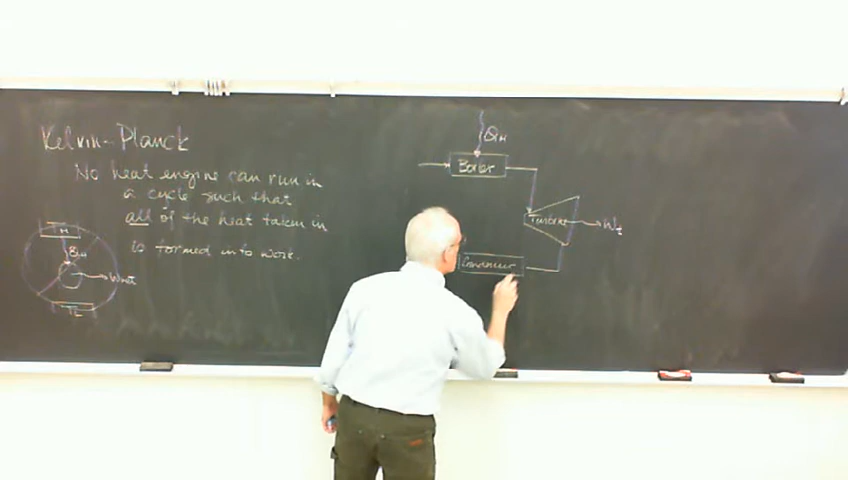 Kelvin-Planck
No heat engine can run in
a cycle such that
all of the heat taken in
is formed into work.
TH
QH
Wnet
TL
QH
Boiler
Turbine
Wt
Condenser